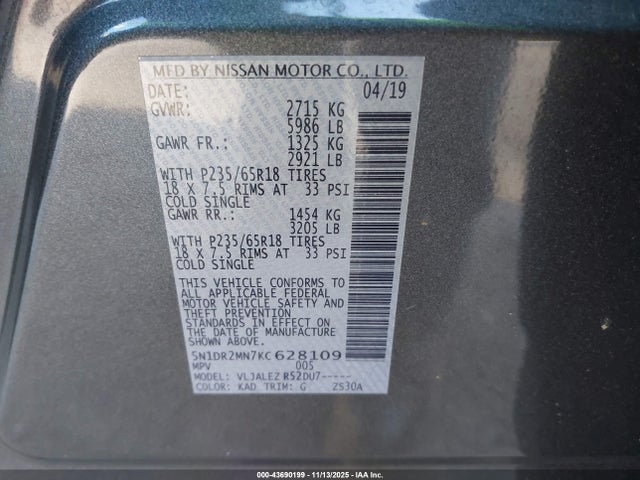 MFD BY NISSAN MOTOR CO., LTD.
DATE: 04/19
GVWR: 2715 KG
5986 LB
GAWR FR.: 1325 KG
2921 LB
WITH P235/65R18 TIRES
18 X 7.5 RIMS AT 33 PSI
COLD SINGLE
GAWR RR.: 1454 KG
3205 LB
WITH P235/65R18 TIRES
18 X 7.5 RIMS AT 33 PSI
COLD SINGLE
THIS VEHICLE CONFORMS TO
ALL APPLICABLE FEDERAL
MOTOR VEHICLE SAFETY AND
THEFT PREVENTION
STANDARDS IN EFFECT ON
THE DATE OF MANUFACTURE
SHOWN ABOVE.
5N1DR2MN7KC628109
MPV 005
MODEL: VLJALEZ R52DU7-----
COLOR: KAD TRIM: G ZS30A
000-43690199 - 11/13/2025 - IAA Inc.